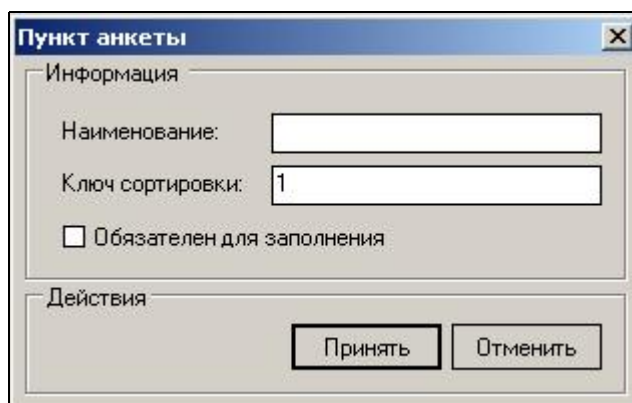 Пункт анкеты
Информация
Наименование:
Ключ сортировки: 1
Обязателен для заполнения
Действия
Принять Отменить